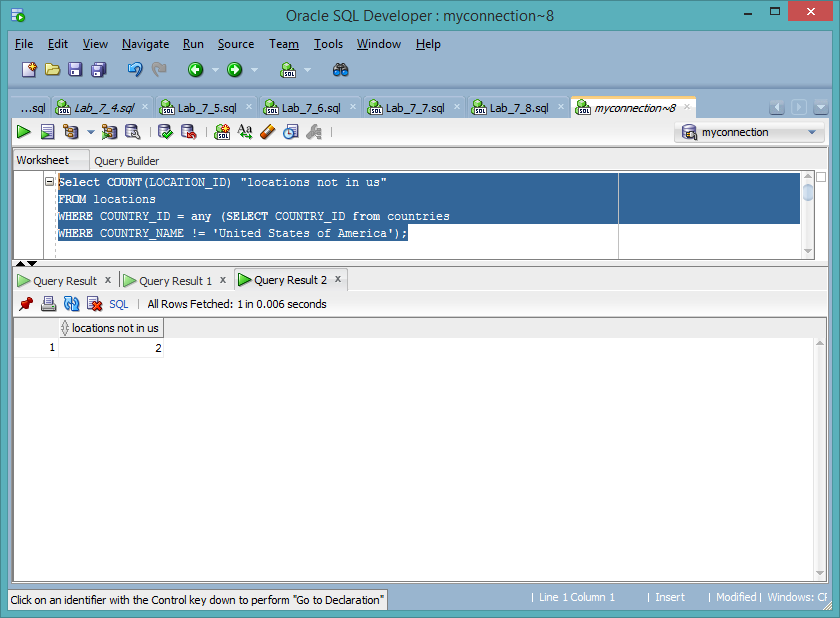 Oracle SQL Developer : myconnection~8
File Edit View Navigate Run Source Team Tools Window Help
...sql Lab_7_4.sql Lab_7_5.sql Lab_7_6.sql Lab_7_7.sql Lab_7_8.sql myconnection~8
myconnection
Worksheet Query Builder
Select COUNT(LOCATION_ID) "locations not in us"
FROM locations
WHERE COUNTRY_ID = any (SELECT COUNTRY_ID from countries
WHERE COUNTRY_NAME != 'United States of America');
Query Result x Query Result 1 x Query Result 2 x
SQL | All Rows Fetched: 1 in 0.006 seconds
locations not in us
1 2
Click on an identifier with the Control key down to perform "Go to Declaration" | Line 1 Column 1 | Insert | Modified | Windows: CF